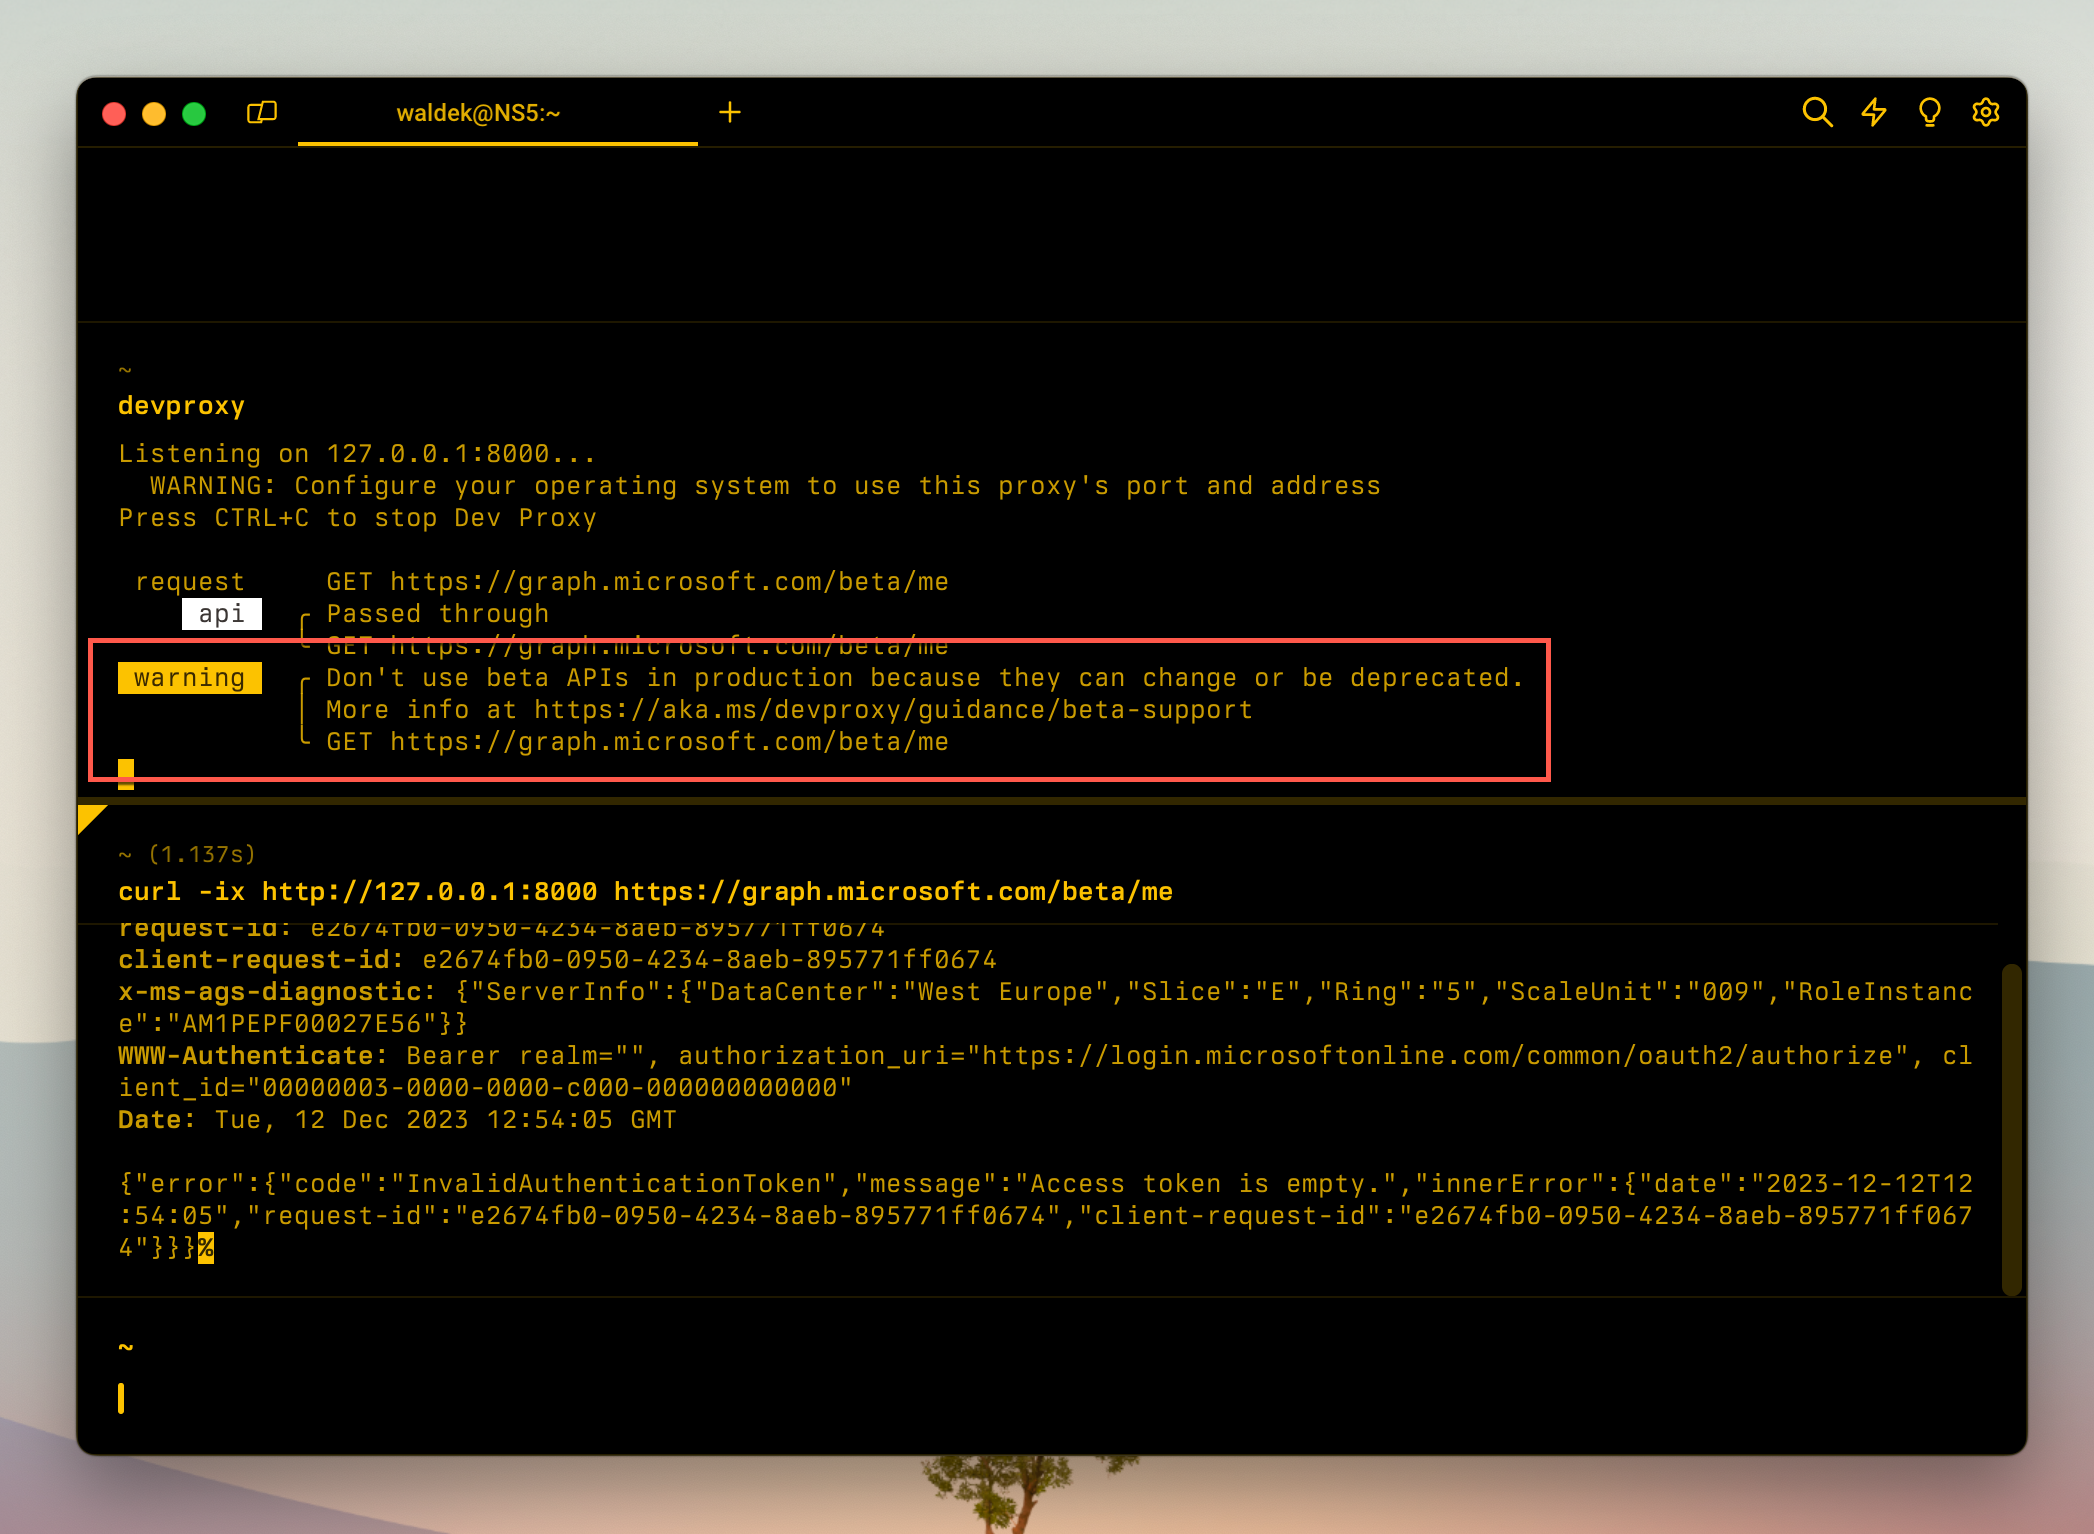 waldek@NS5:~
~
devproxy
Listening on 127.0.0.1:8000...
WARNING: Configure your operating system to use this proxy's port and address
Press CTRL+C to stop Dev Proxy
request GET https://graph.microsoft.com/beta/me
api Passed through
GET https://graph.microsoft.com/beta/me
warning Don't use beta APIs in production because they can change or be deprecated.
More info at https://aka.ms/devproxy/guidance/beta-support
GET https://graph.microsoft.com/beta/me
~ (1.137s)
curl -ix http://127.0.0.1:8000 https://graph.microsoft.com/beta/me
request-id: e2674fb0-0950-4234-8aeb-895771ff0674
client-request-id: e2674fb0-0950-4234-8aeb-895771ff0674
x-ms-ags-diagnostic: {"ServerInfo":{"DataCenter":"West Europe","Slice":"E","Ring":"5","ScaleUnit":"009","RoleInstanc
e":"AM1PEPF00027E56"}}
WWW-Authenticate: Bearer realm="", authorization_uri="https://login.microsoftonline.com/common/oauth2/authorize", cl
ient_id="00000003-0000-0000-c000-000000000000"
Date: Tue, 12 Dec 2023 12:54:05 GMT
{"error":{"code":"InvalidAuthenticationToken","message":"Access token is empty.","innerError":{"date":"2023-12-12T12
:54:05","request-id":"e2674fb0-0950-4234-8aeb-895771ff0674","client-request-id":"e2674fb0-0950-4234-8aeb-895771ff067
4"}}}%
~